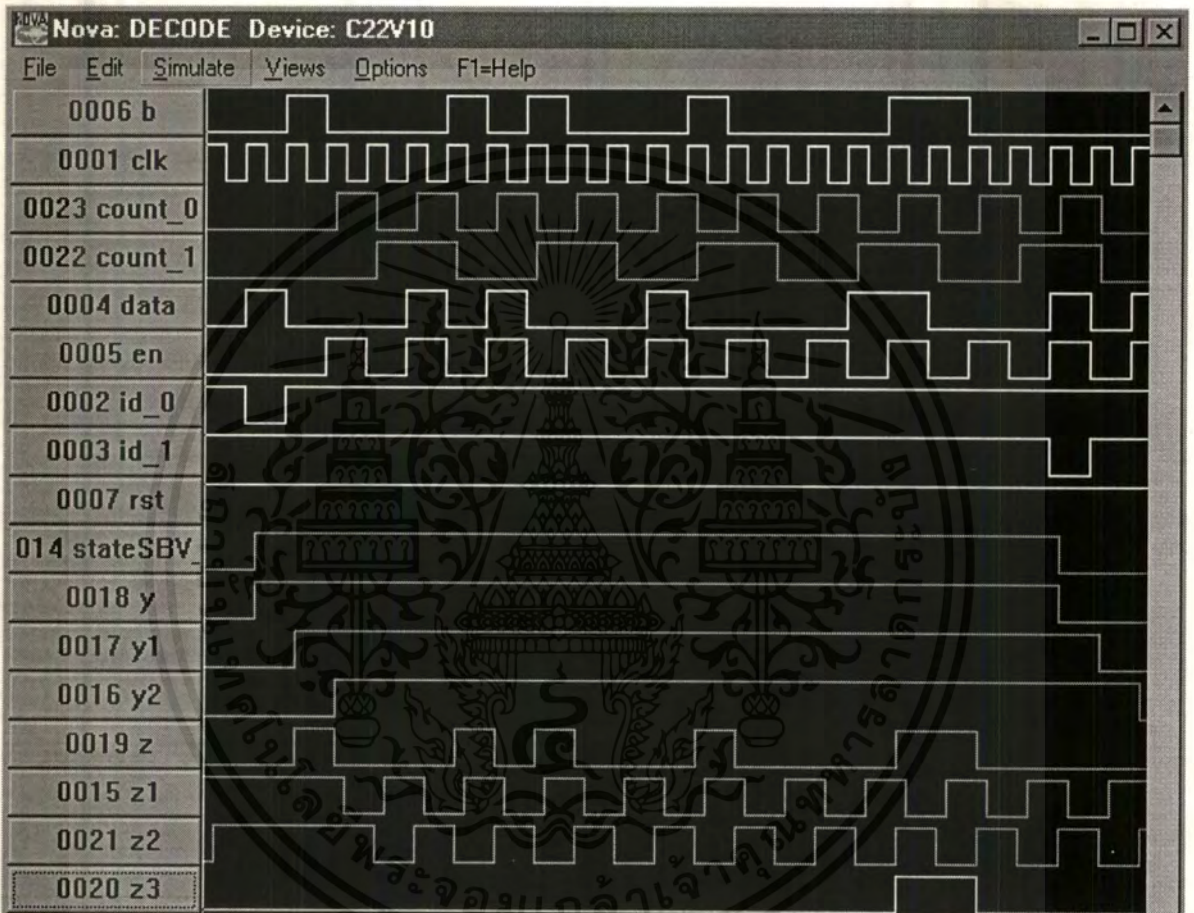 Nova: DECODE Device: C22V10
File Edit Simulate Views Options F1=Help
0006 b
0001 clk
0023 count_0
0022 count_1
0004 data
0005 en
0002 id_0
0003 id_1
0007 rst
014 stateSBV_
0018 y
0017 y1
0016 y2
0019 z
0015 z1
0021 z2
0020 z3